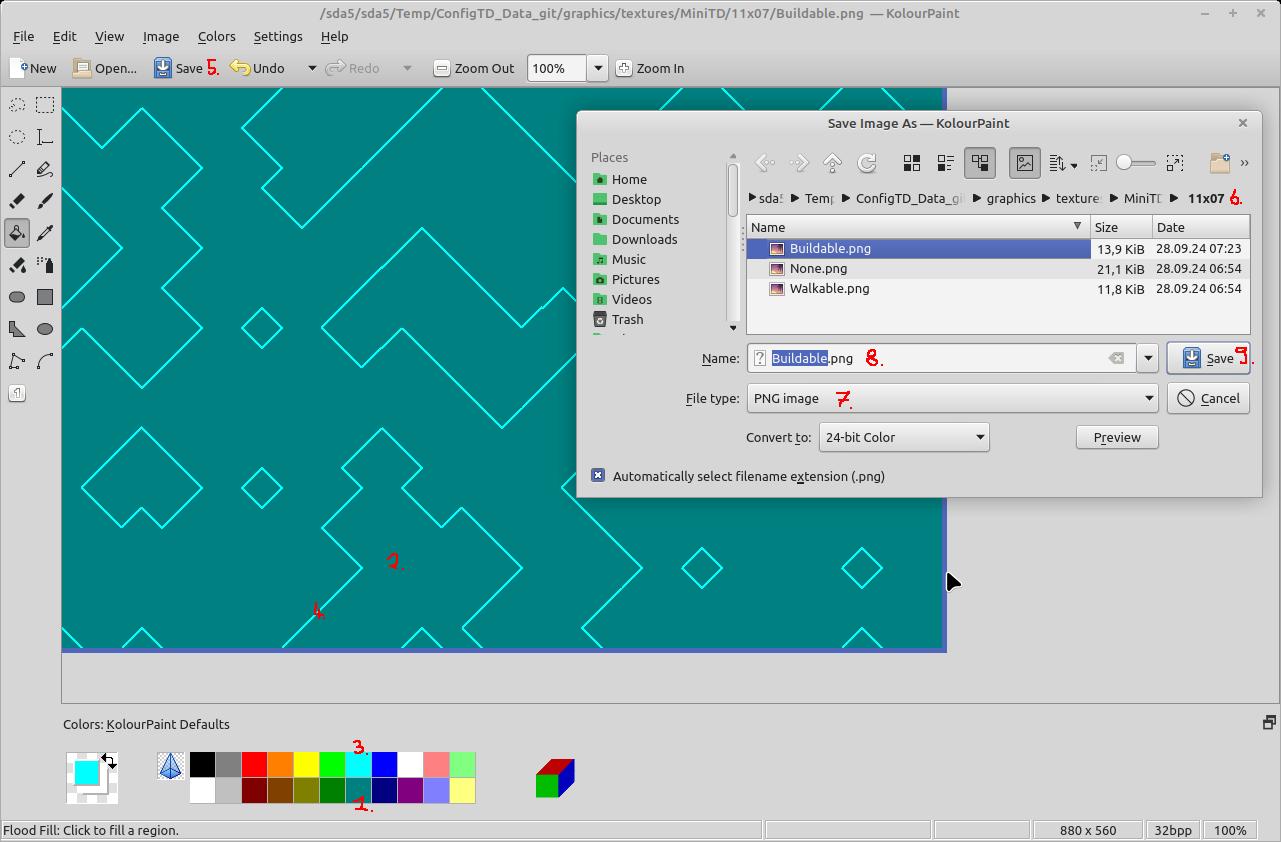 /sda5/sda5/Temp/ConfigTD_Data_git/graphics/textures/MiniTD/11x07/Buildable.png — KolourPaint
File Edit View Image Colors Settings Help
New Open... Save 5. Undo Redo Zoom Out 100% Zoom In
Save Image As — KolourPaint
Places
Home
Desktop
Documents
Downloads
Music
Pictures
Videos
Trash
sda5 Temp ConfigTD_Data_gi graphics texture MiniTD 11x07 6.
Name Size Date
Buildable.png 13,9 KiB 28.09.24 07:23
None.png 21,1 KiB 28.09.24 06:54
Walkable.png 11,8 KiB 28.09.24 06:54
Name: Buildable.png 8. Save 9.
File type: PNG image 7. Cancel
Convert to: 24-bit Color Preview
Automatically select filename extension (.png)
1
2.
4.
Colors: KolourPaint Defaults
3.
1.
Flood Fill: Click to fill a region. 880 x 560 32bpp 100%